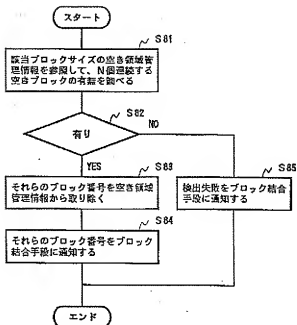 スタート
S81
該当ブロックサイズの空き領域管
理情報を参照して、N個連続する
空きブロックの有無を調べる
S82
有り
NO
YES
S83
それらのブロック番号を空き領域
管理情報から取り除く
S85
検出失敗をブロック結合
手段に通知する
S84
それらのブロック番号をブロック
結合手段に通知する
エンド